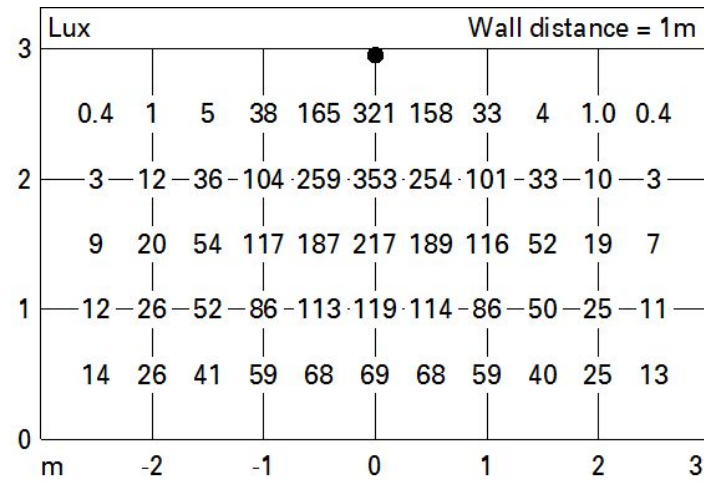 Lux Wall distance = 1m
3
0.4 1 5 38 165 321 158 33 4 1.0 0.4
2 3 12 36 104 259 353 254 101 33 10 3
9 20 54 117 187 217 189 116 52 19 7
1 12 26 52 86 113 119 114 86 50 25 11
14 26 41 59 68 69 68 59 40 25 13
0
m -2 -1 0 1 2 3